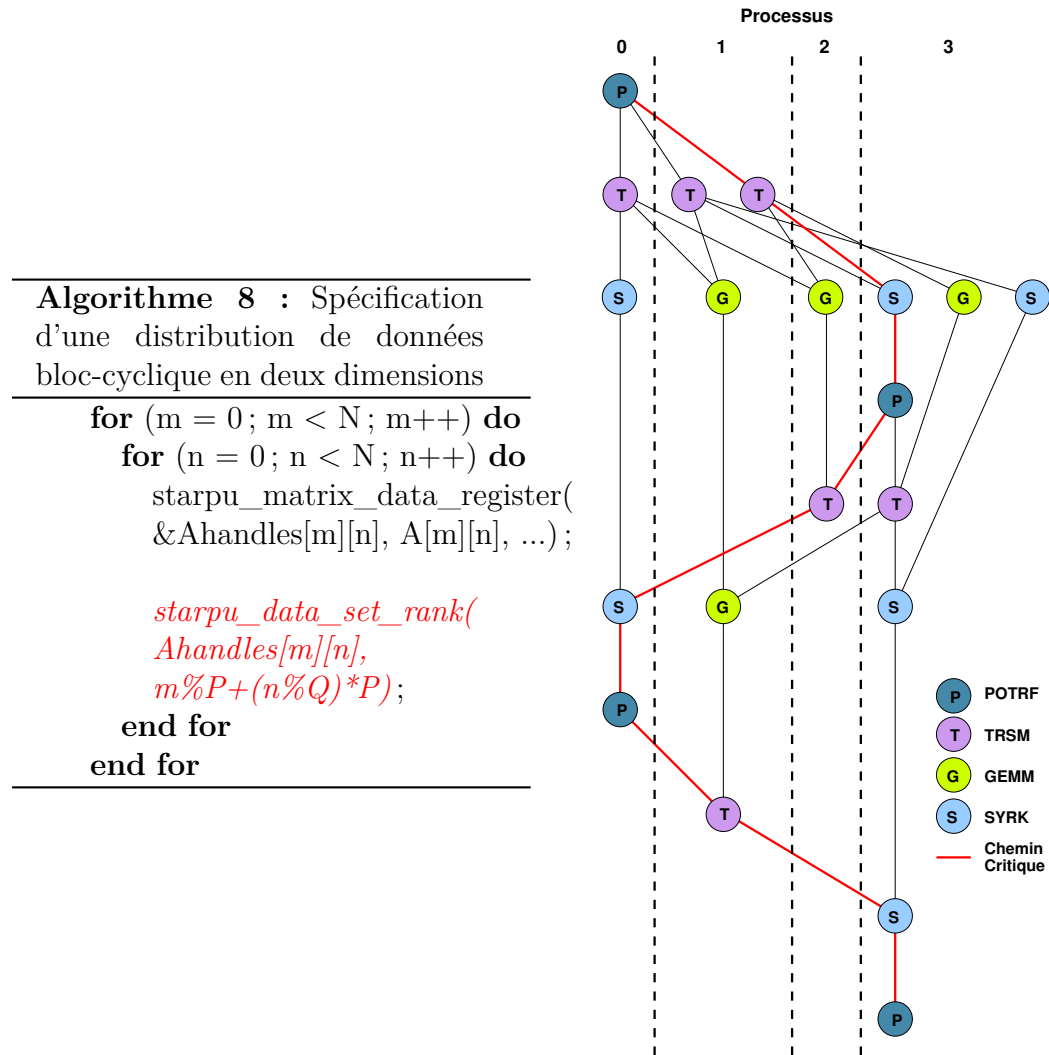 Algorithme 8 : Spécification
d'une distribution de données
bloc-cyclique en deux dimensions
for (m = 0 ; m < N ; m++) do
for (n = 0 ; n < N ; n++) do
starpu_matrix_data_register(
&Ahandles[m][n], A[m][n], ...) ;
starpu_data_set_rank(
Ahandles[m][n],
m%P+(n%Q)*P) ;
end for
end for
Processus
0 1 2 3
P
T T T
S G G S G S
P
T T
S G S
P
T
S
P
P POTRF
T TRSM
G GEMM
S SYRK
Chemin
Critique